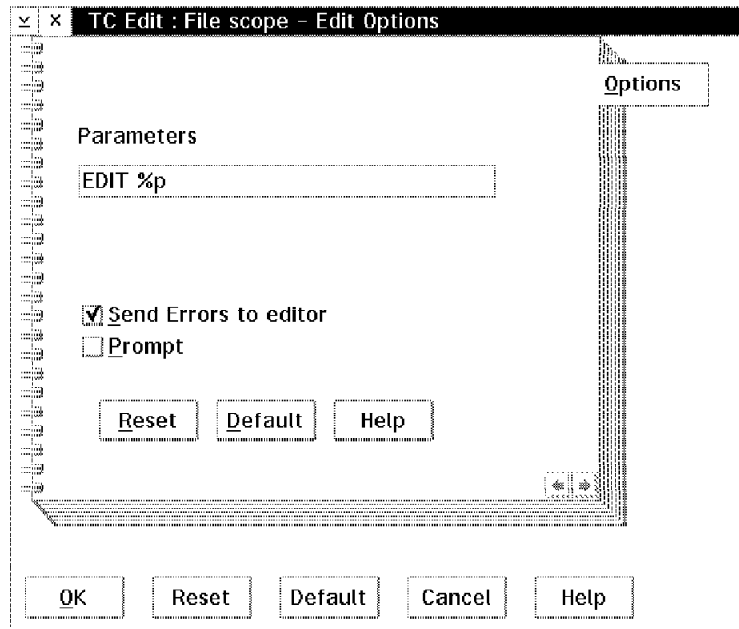 TC Edit : File scope – Edit Options
Options
Parameters
EDIT %p
Send Errors to editor
Prompt
Reset Default Help
OK Reset Default Cancel Help